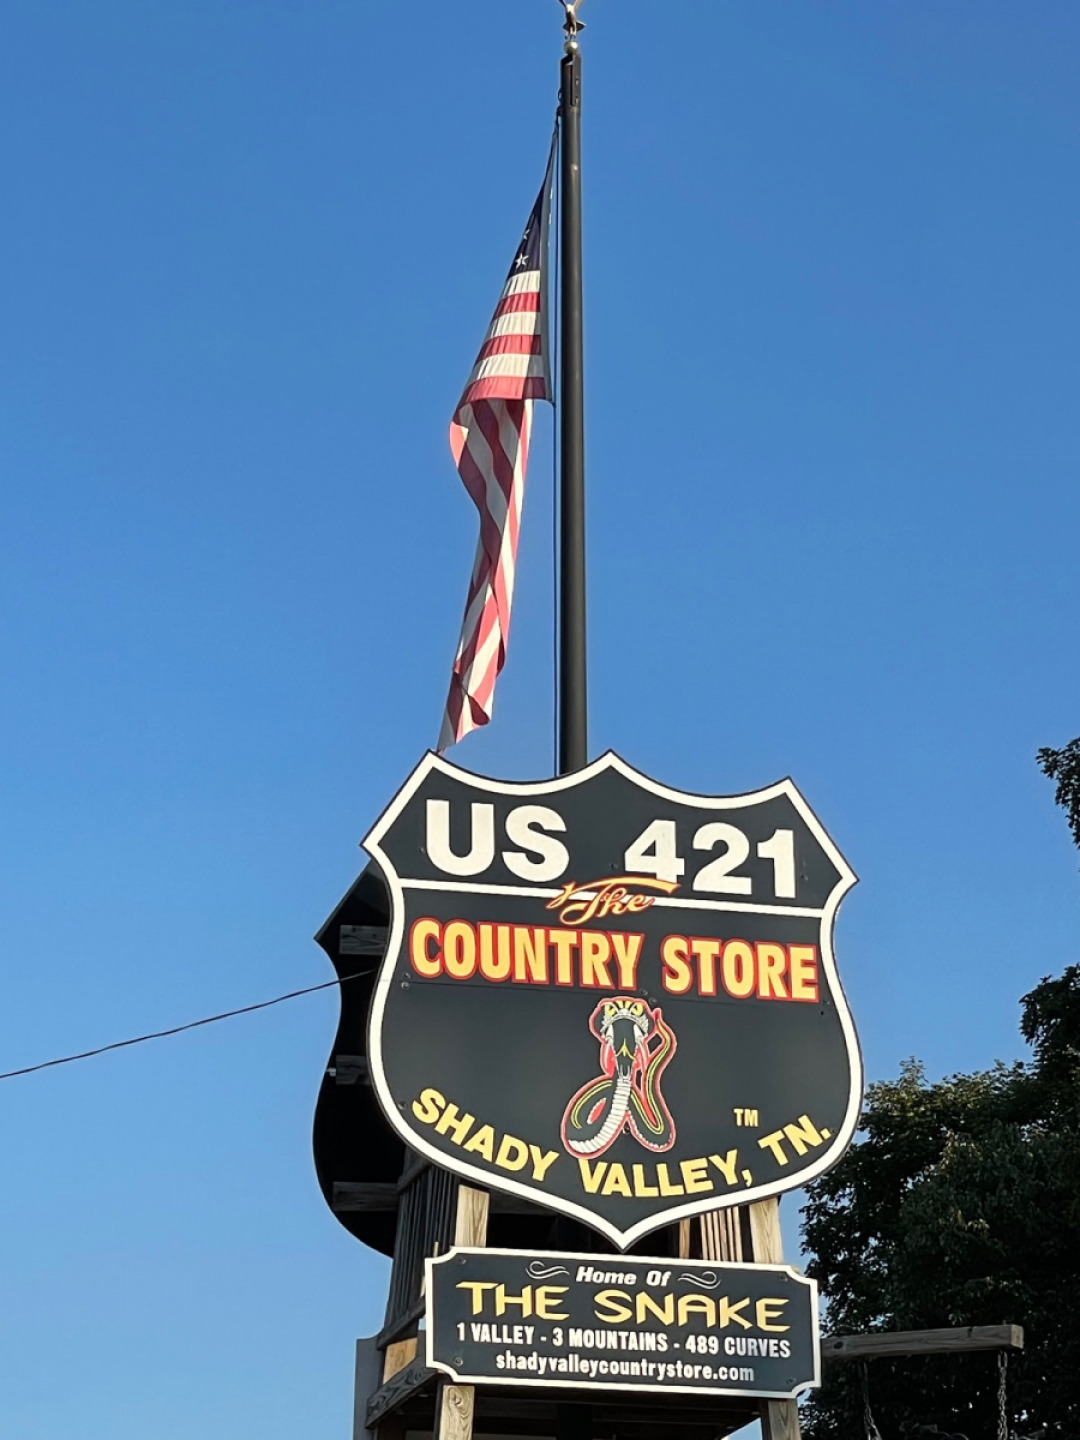 US 421
The
COUNTRY STORE
TM
SHADY VALLEY, TN.
Home Of
THE SNAKE
1 VALLEY - 3 MOUNTAINS - 489 CURVES
shadyvalleycountrystore.com